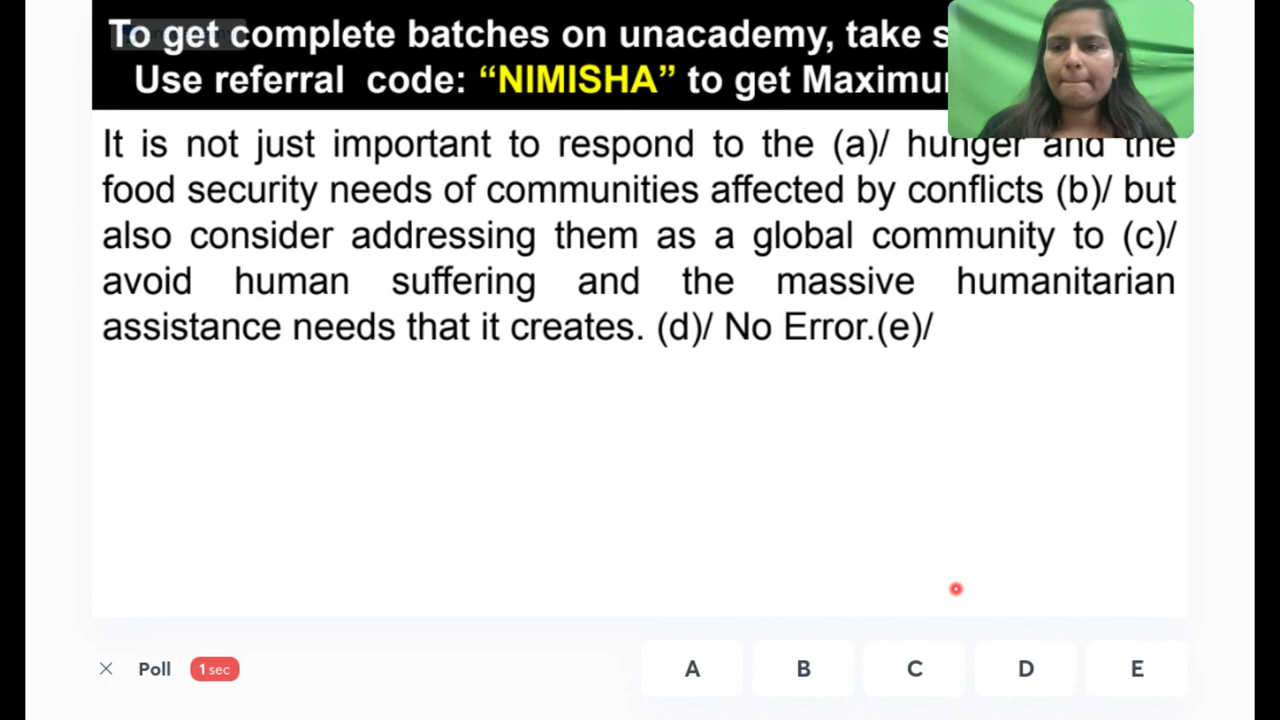 To get complete batches on unacademy, take s
Use referral code: “NIMISHA” to get Maximu
It is not just important to respond to the (a)/ hunger and the
food security needs of communities affected by conflicts (b)/ but
also consider addressing them as a global community to (c)/
avoid human suffering and the massive humanitarian
assistance needs that it creates. (d)/ No Error.(e)/
Poll 1 sec A B C D E